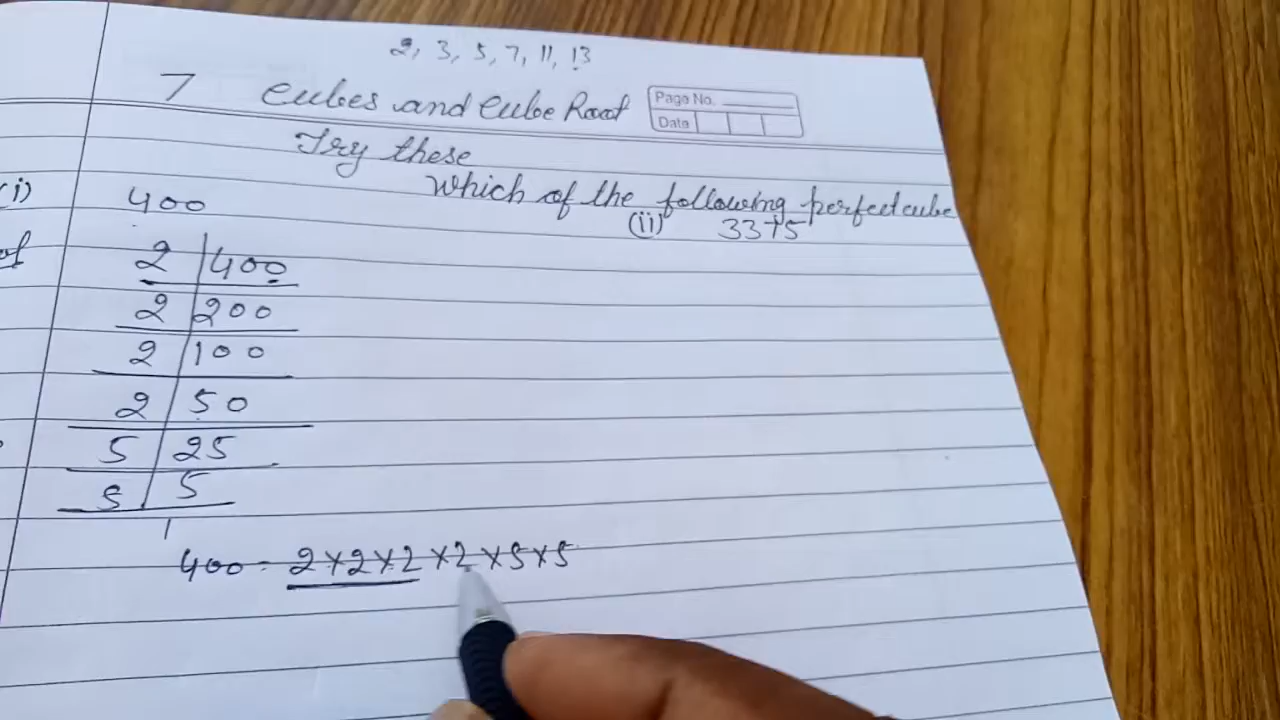 2, 3, 5, 7, 11, 13
7 Cubes and Cube Root
Page No.
Date
Try these
Which of the following perfect cube
(i) 400 (ii) 3375
2 | 400
2 | 200
2 | 100
2 | 50
5 | 25
5 | 5
1
400 = 2×2×2×2×5×5